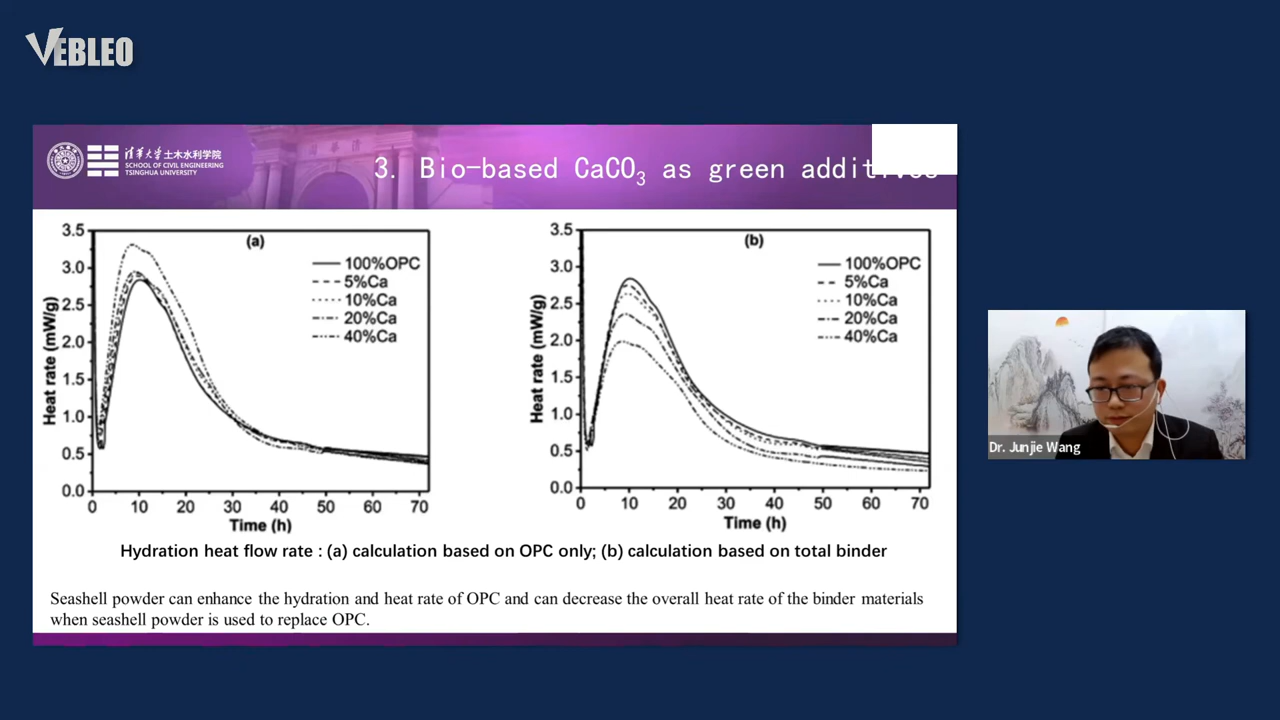 VEBLEO
清华大学土木水利学院
SCHOOL OF CIVIL ENGINEERING
TSINGHUA UNIVERSITY
3. Bio-based CaCO₃ as green additives
(a)
3.5
3.0
2.5
2.0
1.5
1.0
0.5
0.0
Heat rate (mW/g)
100%OPC
5%Ca
10%Ca
20%Ca
40%Ca
0 10 20 30 40 50 60 70
Time (h)
(b)
3.5
3.0
2.5
2.0
1.5
1.0
0.5
0.0
Heat rate (mW/g)
100%OPC
5%Ca
10%Ca
20%Ca
40%Ca
0 10 20 30 40 50 60 70
Time (h)
Hydration heat flow rate : (a) calculation based on OPC only; (b) calculation based on total binder
Seashell powder can enhance the hydration and heat rate of OPC and can decrease the overall heat rate of the binder materials
when seashell powder is used to replace OPC.
Dr. Junjie Wang